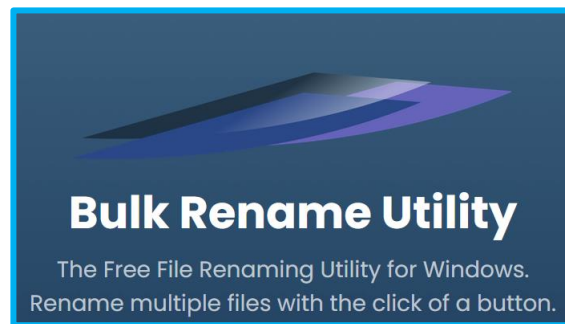 Bulk Rename Utility
The Free File Renaming Utility for Windows.
Rename multiple files with the click of a button.